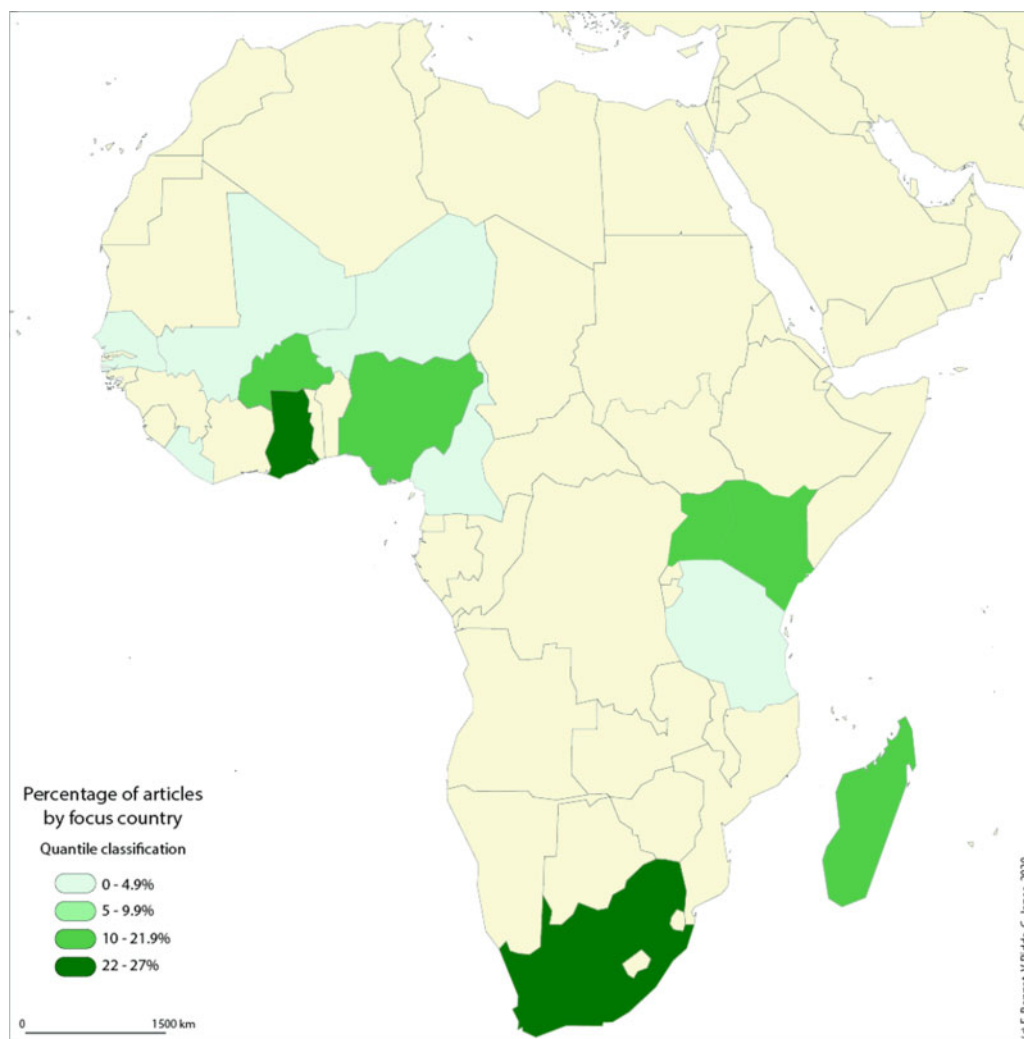 Percentage of articles
by focus country
Quantile classification
0 - 4.9%
5 - 9.9%
10 - 21.9%
22 - 27%
0 1500 km